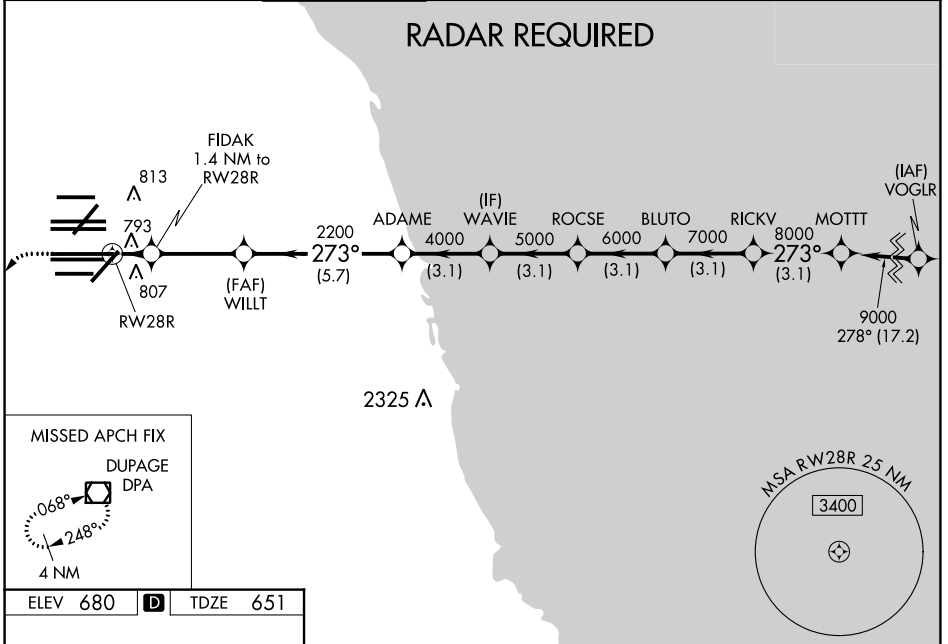 RADAR REQUIRED
FIDAK
1.4 NM to
RW28R
813
793
807
RW28R
(FAF)
WILLT
2200
273°
(5.7)
ADAME
4000
(3.1)
(IF)
WAVIE
5000
(3.1)
ROCSE
6000
(3.1)
BLUTO
7000
(3.1)
RICKV
8000
273°
(3.1)
MOTTT
(IAF)
VOGLR
9000
278° (17.2)
2325
MISSED APCH FIX
DUPAGE
DPA
068°
248°
4 NM
MSA RW28R 25 NM
3400
ELEV 680 D TDZE 651